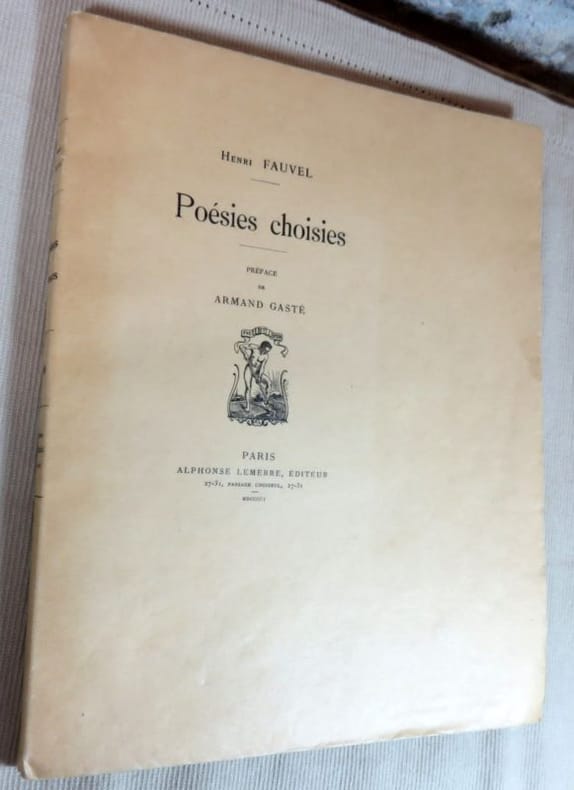 Henri FAUVEL
Poésies choisies
PRÉFACE
DE
ARMAND GASTÉ
PARIS
ALPHONSE LEMERRE, ÉDITEUR
27-31, PASSAGE CHOISEUL, 27-31